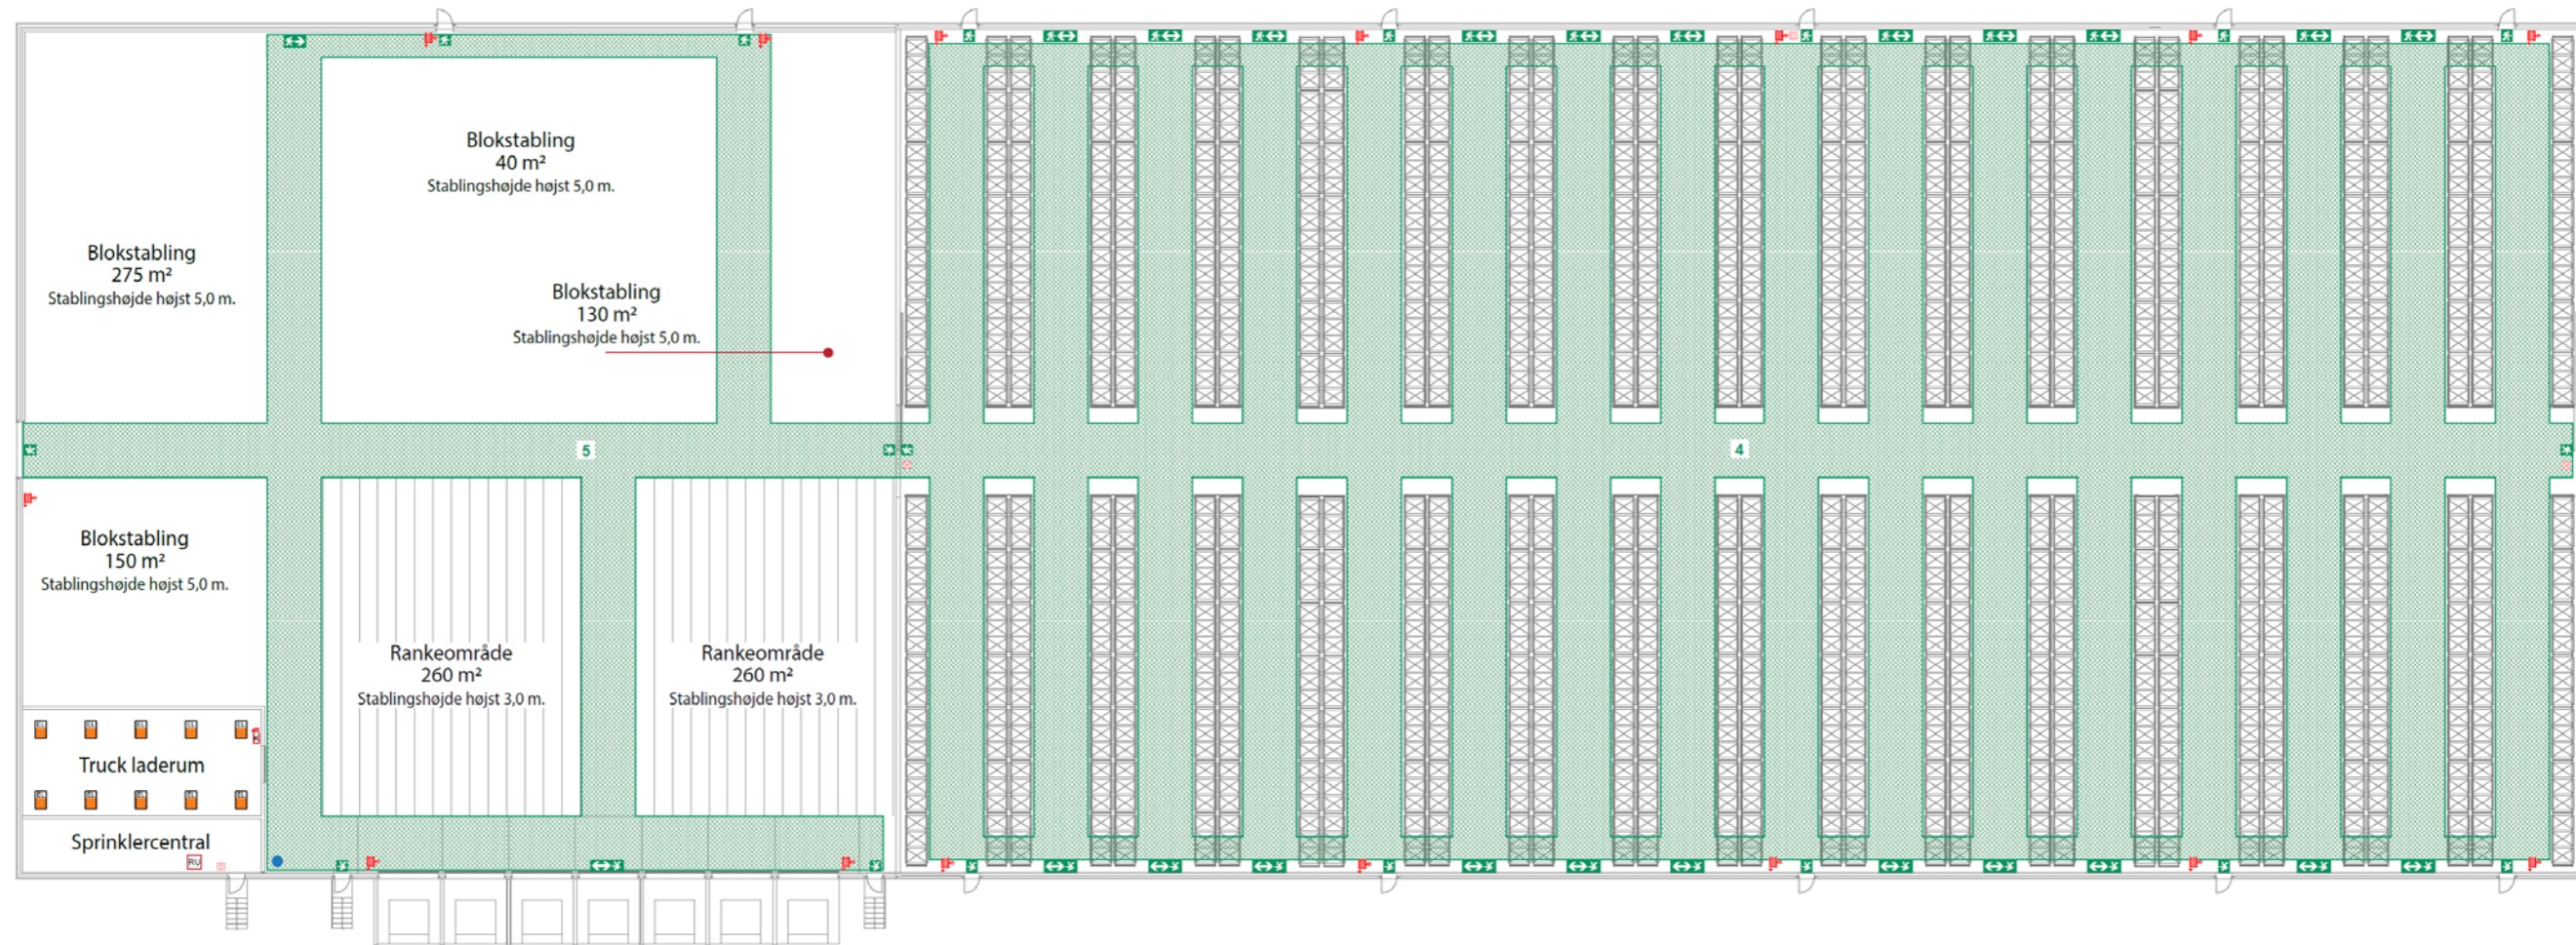 Blokstabling
40 m²
Stablingshøjde højst 5,0 m.
Blokstabling
275 m²
Stablingshøjde højst 5,0 m.
Blokstabling
130 m²
Stablingshøjde højst 5,0 m.
5
4
Blokstabling
150 m²
Stablingshøjde højst 5,0 m.
Rankeområde
260 m²
Stablingshøjde højst 3,0 m.
Rankeområde
260 m²
Stablingshøjde højst 3,0 m.
Truck laderum
Sprinklercentral
RU